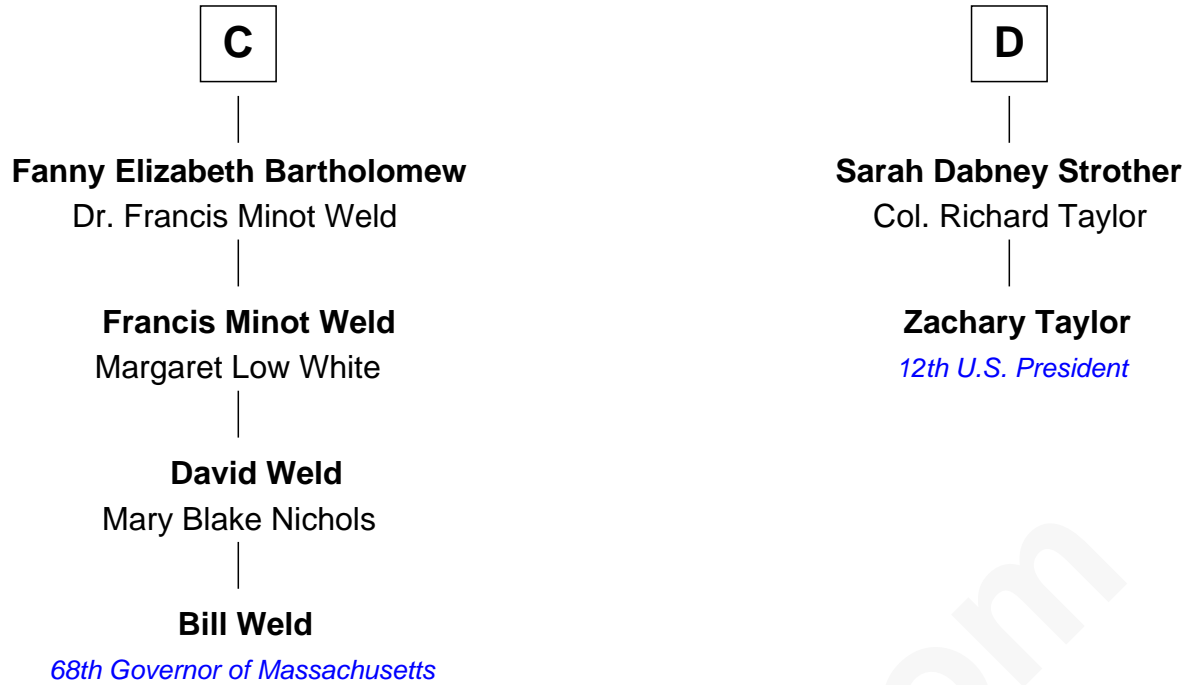 C
Fanny Elizabeth Bartholomew
Dr. Francis Minot Weld
Francis Minot Weld
Margaret Low White
David Weld
Mary Blake Nichols
Bill Weld
68th Governor of Massachusetts
D
Sarah Dabney Strother
Col. Richard Taylor
Zachary Taylor
12th U.S. President
om